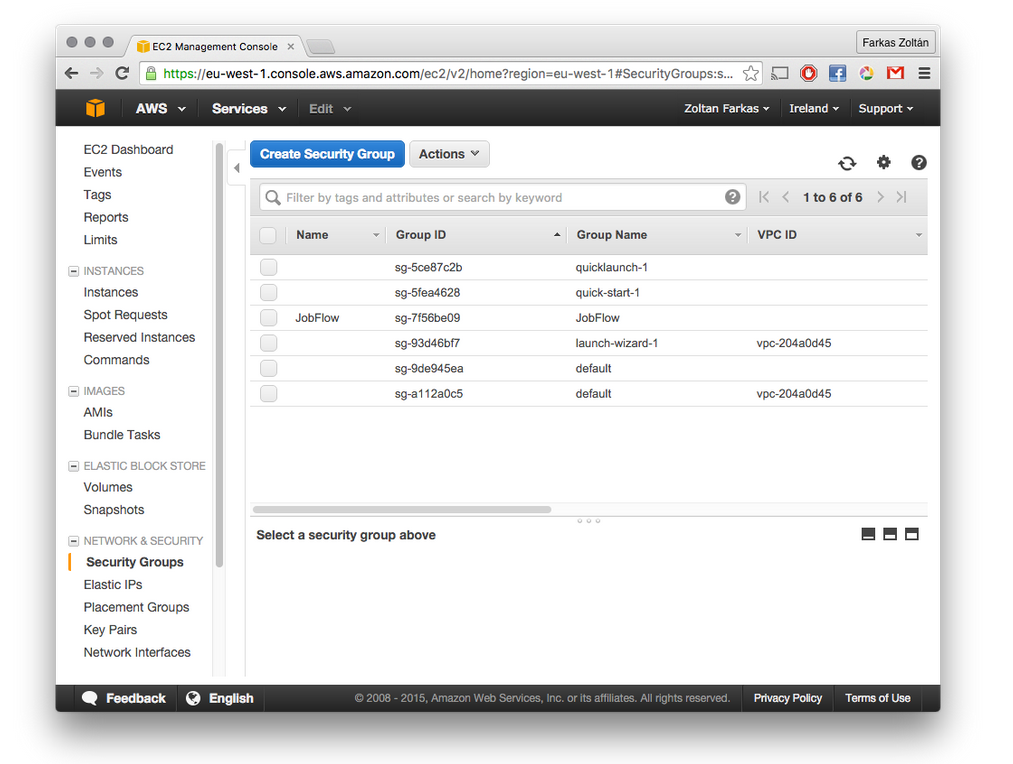 EC2 Management Console
Farkas Zoltán
https://eu-west-1.console.aws.amazon.com/ec2/v2/home?region=eu-west-1#SecurityGroups:s...
AWS Services Edit Zoltan Farkas Ireland Support
EC2 Dashboard
Events
Tags
Reports
Limits
INSTANCES
Instances
Spot Requests
Reserved Instances
Commands
IMAGES
AMIs
Bundle Tasks
ELASTIC BLOCK STORE
Volumes
Snapshots
NETWORK & SECURITY
Security Groups
Elastic IPs
Placement Groups
Key Pairs
Network Interfaces
Create Security Group Actions
Filter by tags and attributes or search by keyword 1 to 6 of 6
Name Group ID Group Name VPC ID
sg-5ce87c2b quicklaunch-1
sg-5fea4628 quick-start-1
JobFlow sg-7f56be09 JobFlow
sg-93d46bf7 launch-wizard-1 vpc-204a0d45
sg-9de945ea default
sg-a112a0c5 default vpc-204a0d45
Select a security group above
Feedback English © 2008 - 2015, Amazon Web Services, Inc. or its affiliates. All rights reserved. Privacy Policy Terms of Use